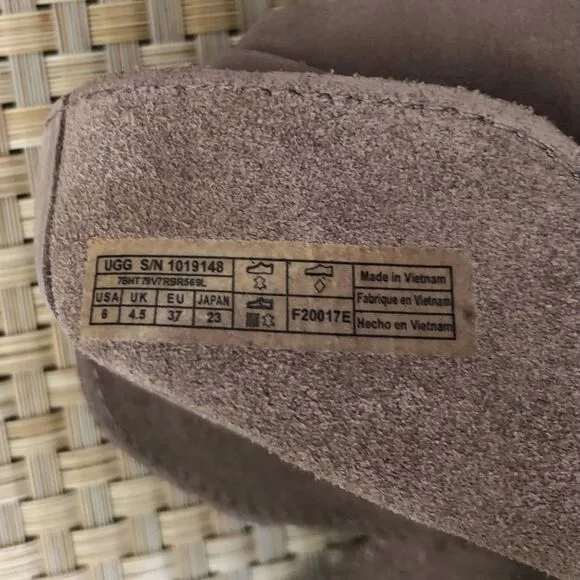 UGG S/N 1019148
7BHT79V7RBR569L
USA UK EU JAPAN
6 4.5 37 23
F20017E
Made in Vietnam
Fabrique en Vietnam
Hecho en Vietnam